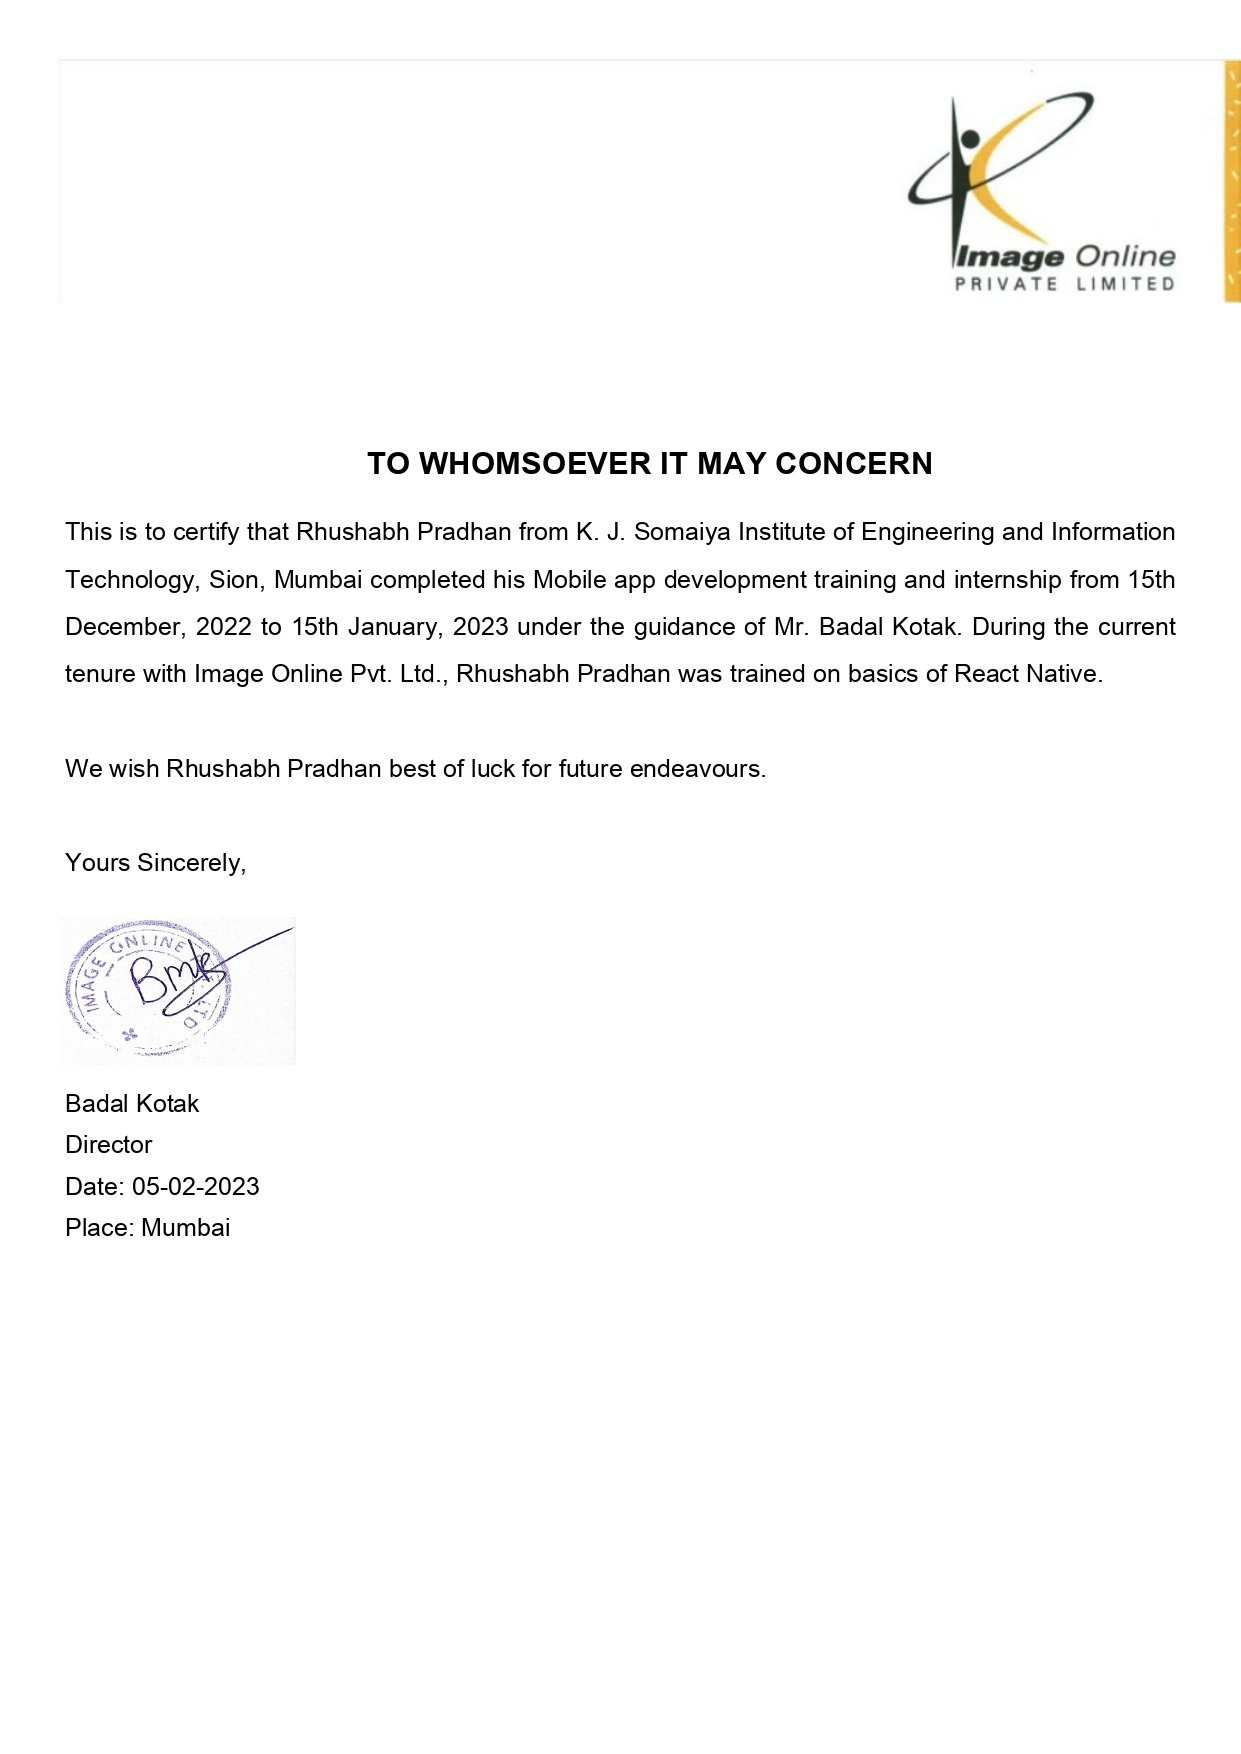 Image Online
PRIVATE LIMITED
TO WHOMSOEVER IT MAY CONCERN
This is to certify that Rhushabh Pradhan from K. J. Somaiya Institute of Engineering and Information
Technology, Sion, Mumbai completed his Mobile app development training and internship from 15th
December, 2022 to 15th January, 2023 under the guidance of Mr. Badal Kotak. During the current
tenure with Image Online Pvt. Ltd., Rhushabh Pradhan was trained on basics of React Native.
We wish Rhushabh Pradhan best of luck for future endeavours.
Yours Sincerely,
IMAGE ONLINE LTD
Badal Kotak
Director
Date: 05-02-2023
Place: Mumbai